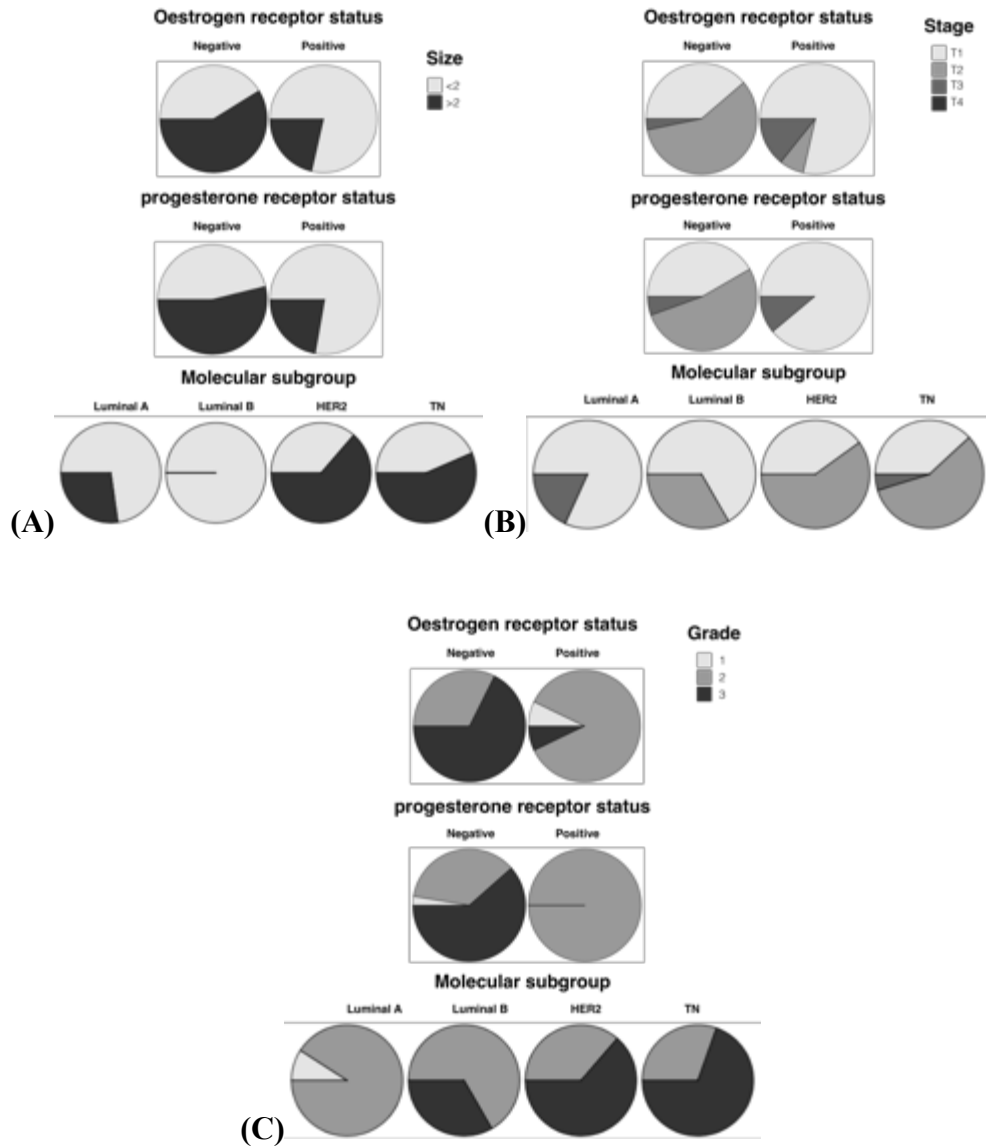 Oestrogen receptor status
Negative Positive
Size
<2
>2
progesterone receptor status
Negative Positive
Molecular subgroup
Luminal A Luminal B HER2 TN
(A)
Oestrogen receptor status
Negative Positive
Stage
T1
T2
T3
T4
progesterone receptor status
Negative Positive
Molecular subgroup
Luminal A Luminal B HER2 TN
(B)
Oestrogen receptor status
Negative Positive
Grade
1
2
3
progesterone receptor status
Negative Positive
Molecular subgroup
Luminal A Luminal B HER2 TN
(C)